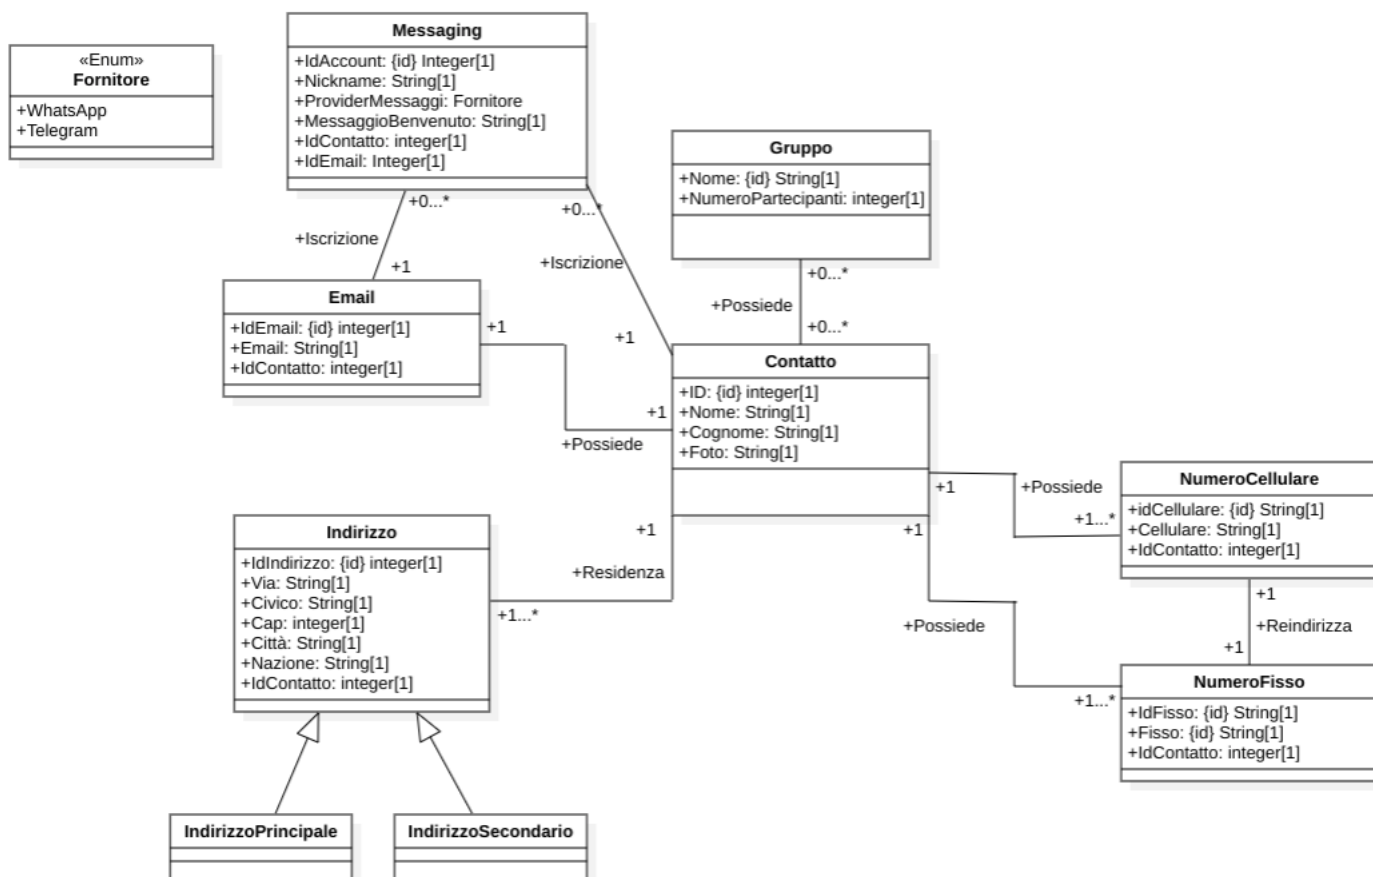 «Enum»
Fornitore
+WhatsApp
+Telegram
Messaging
+IdAccount: {id} Integer[1]
+Nickname: String[1]
+ProviderMessaggi: Fornitore
+MessaggioBenvenuto: String[1]
+IdContatto: integer[1]
+IdEmail: Integer[1]
+0...*
+Iscrizione
+1
+0...*
+Iscrizione
+1
Gruppo
+Nome: {id} String[1]
+NumeroPartecipanti: integer[1]
+0...*
+Possiede
+0...*
Email
+IdEmail: {id} integer[1]
+Email: String[1]
+IdContatto: integer[1]
+1
+1
+Possiede
Contatto
+ID: {id} integer[1]
+Nome: String[1]
+Cognome: String[1]
+Foto: String[1]
+1
+Possiede
+1...*
NumeroCellulare
+idCellulare: {id} String[1]
+Cellulare: String[1]
+IdContatto: integer[1]
+1
+Reindirizza
+1
+1
+Residenza
+1...*
+1
+Possiede
+1...*
Indirizzo
+IdIndirizzo: {id} integer[1]
+Via: String[1]
+Civico: String[1]
+Cap: integer[1]
+Città: String[1]
+Nazione: String[1]
+IdContatto: integer[1]
NumeroFisso
+IdFisso: {id} String[1]
+Fisso: {id} String[1]
+IdContatto: integer[1]
IndirizzoPrincipale
IndirizzoSecondario